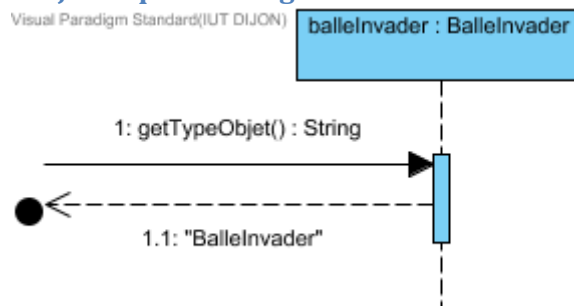 Visual Paradigm Standard(IUT DIJON)
balleInvader : BalleInvader
1: getTypeObjet() : String
1.1: "BalleInvader"